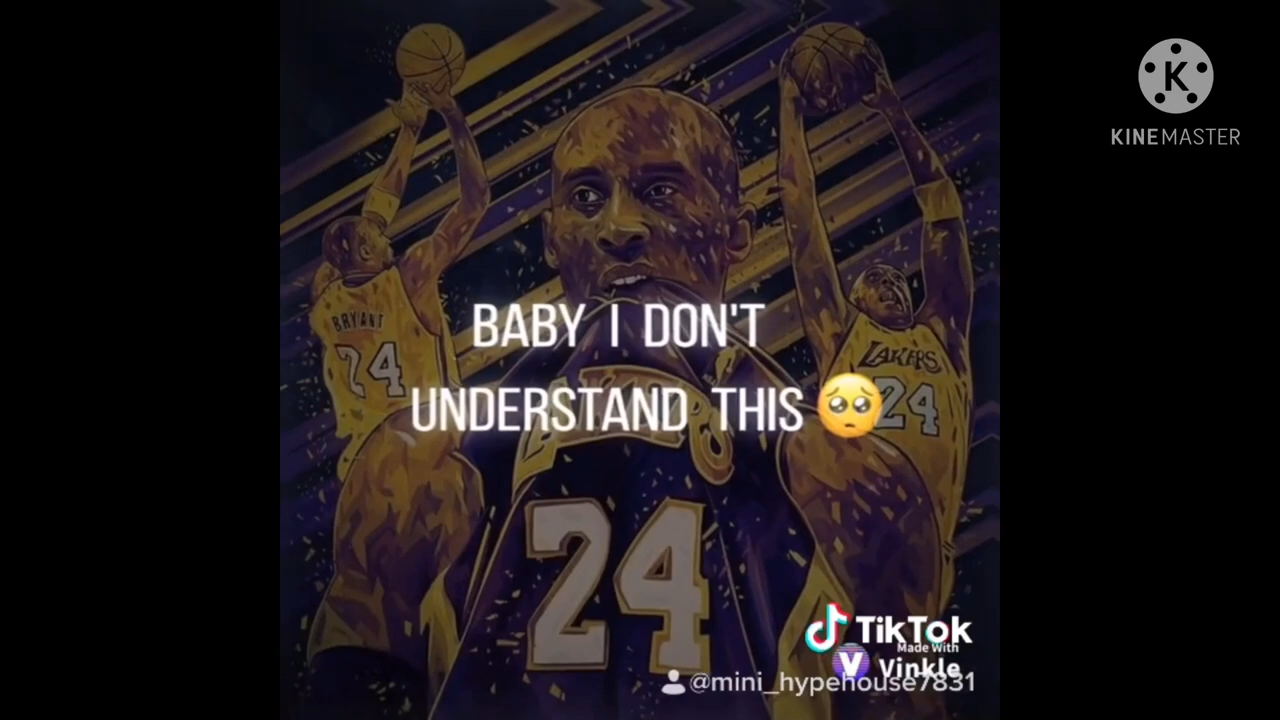 KINEMASTER
K
BABY I DON'T
UNDERSTAND THIS 🥺
BRYANT
24
LAKERS
24
24
TikTok
Made With
V Vinkle
@mini_hypehouse7831